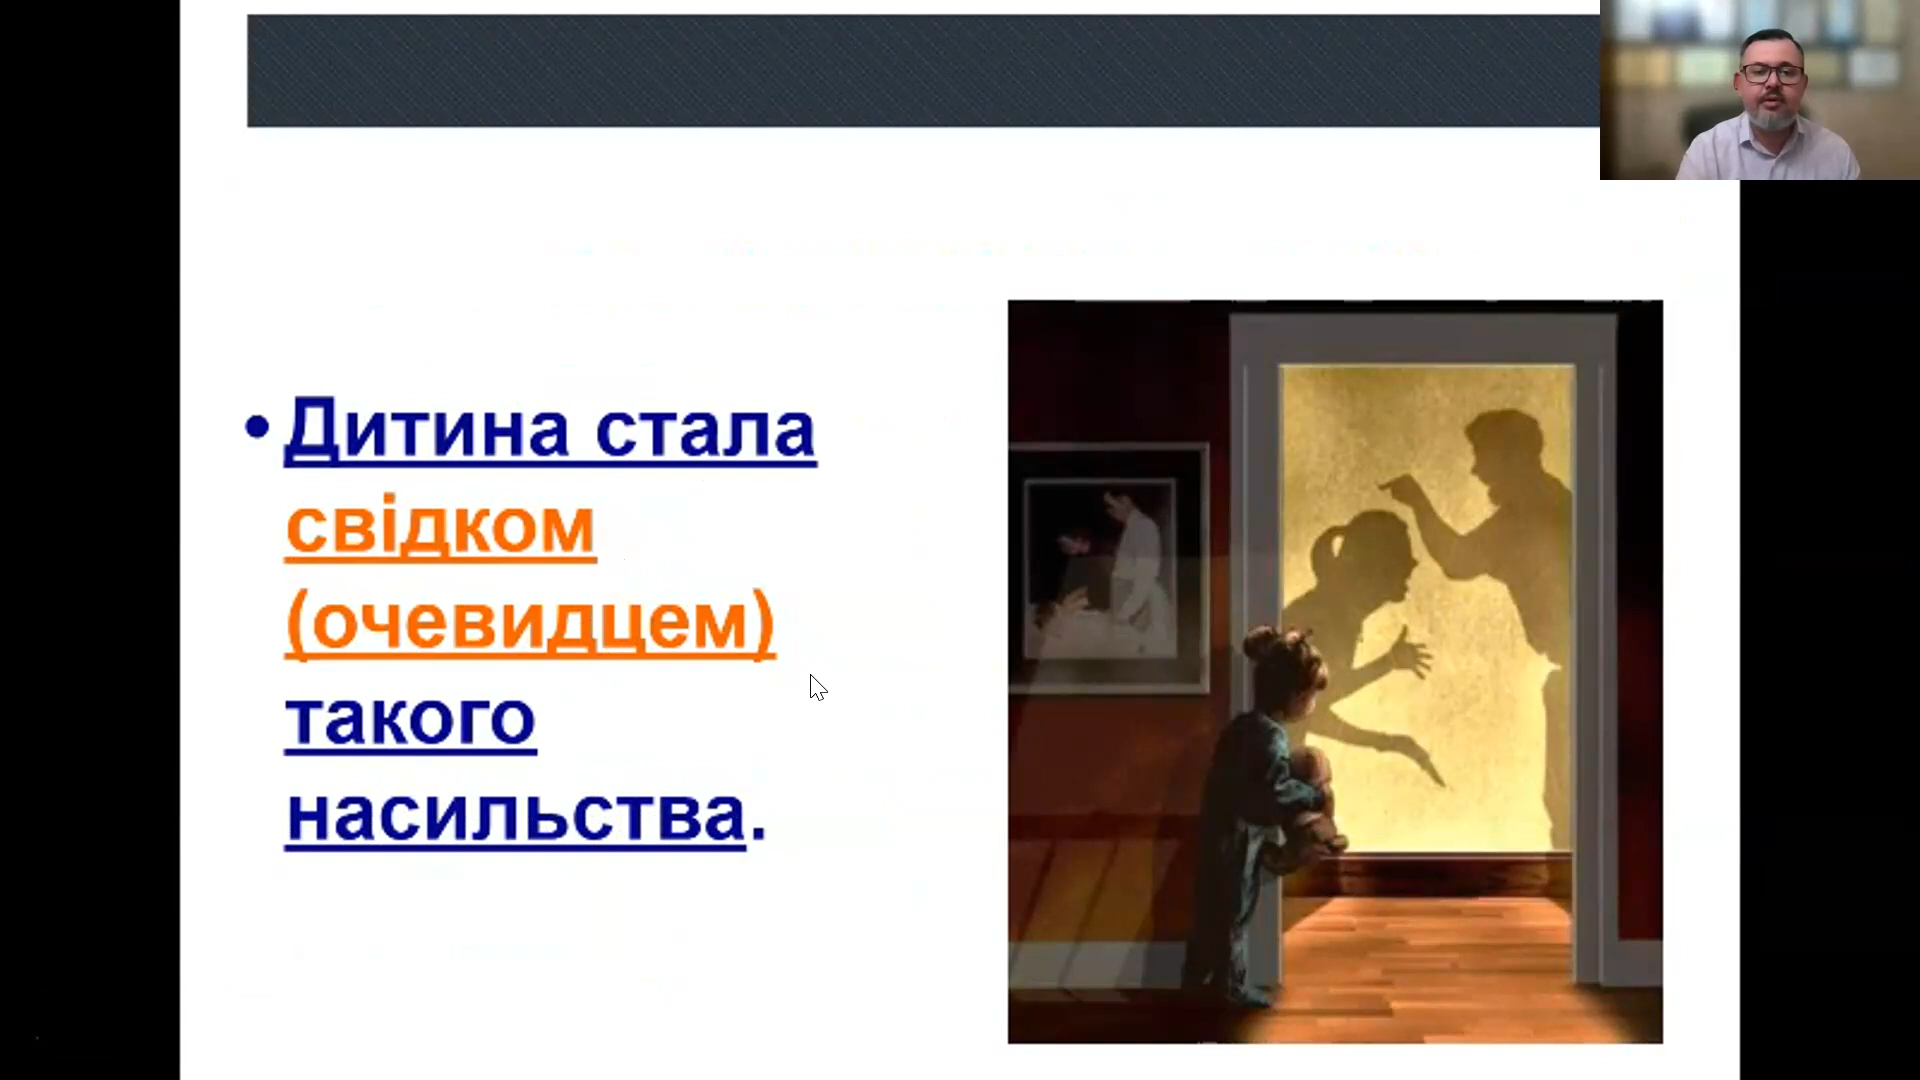 • Дитина стала
свідком
(очевидцем)
такого
насильства.